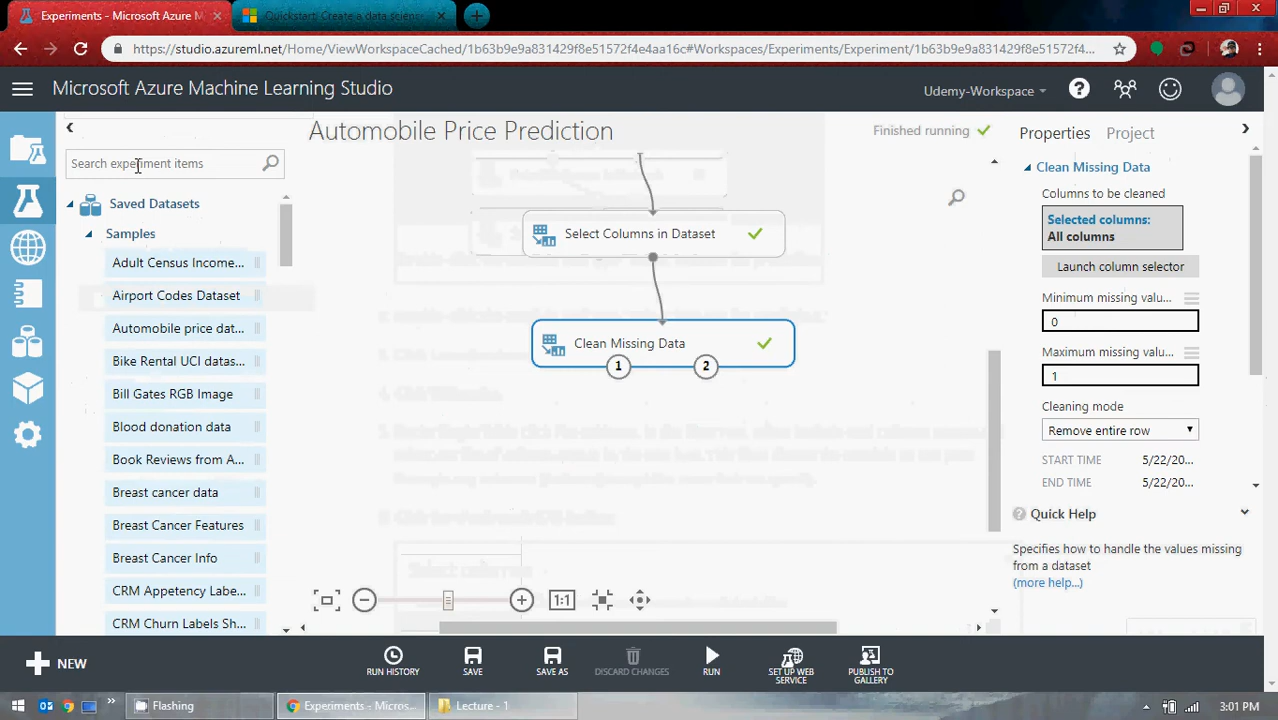 Experiments - Microsoft Azure M
Quickstart: Create a data scienc
https://studio.azureml.net/Home/ViewWorkspaceCached/1b63b9e9a831429f8e51572f4e4aa16c#Workspaces/Experiments/Experiment/1b63b9e9a831429f8e51572f4...
Microsoft Azure Machine Learning Studio
Udemy-Workspace
Automobile Price Prediction
Finished running
Properties
Project
Search experiment items
Saved Datasets
Samples
Adult Census Income...
Airport Codes Dataset
Automobile price dat...
Bike Rental UCI datas...
Bill Gates RGB Image
Blood donation data
Book Reviews from A...
Breast cancer data
Breast Cancer Features
Breast Cancer Info
CRM Appetency Labe...
CRM Churn Labels Sh...
Select Columns in Dataset
Clean Missing Data
1
2
1:1
Clean Missing Data
Columns to be cleaned
Selected columns:
All columns
Launch column selector
Minimum missing valu...
0
Maximum missing valu...
1
Cleaning mode
Remove entire row
START TIME 5/22/20...
END TIME 5/22/20...
Quick Help
Specifies how to handle the values missing
from a dataset
(more help...)
NEW
RUN HISTORY
SAVE
SAVE AS
DISCARD CHANGES
RUN
SET UP WEB
SERVICE
PUBLISH TO
GALLERY
Flashing
Experiments - Micros...
Lecture - 1
3:01 PM